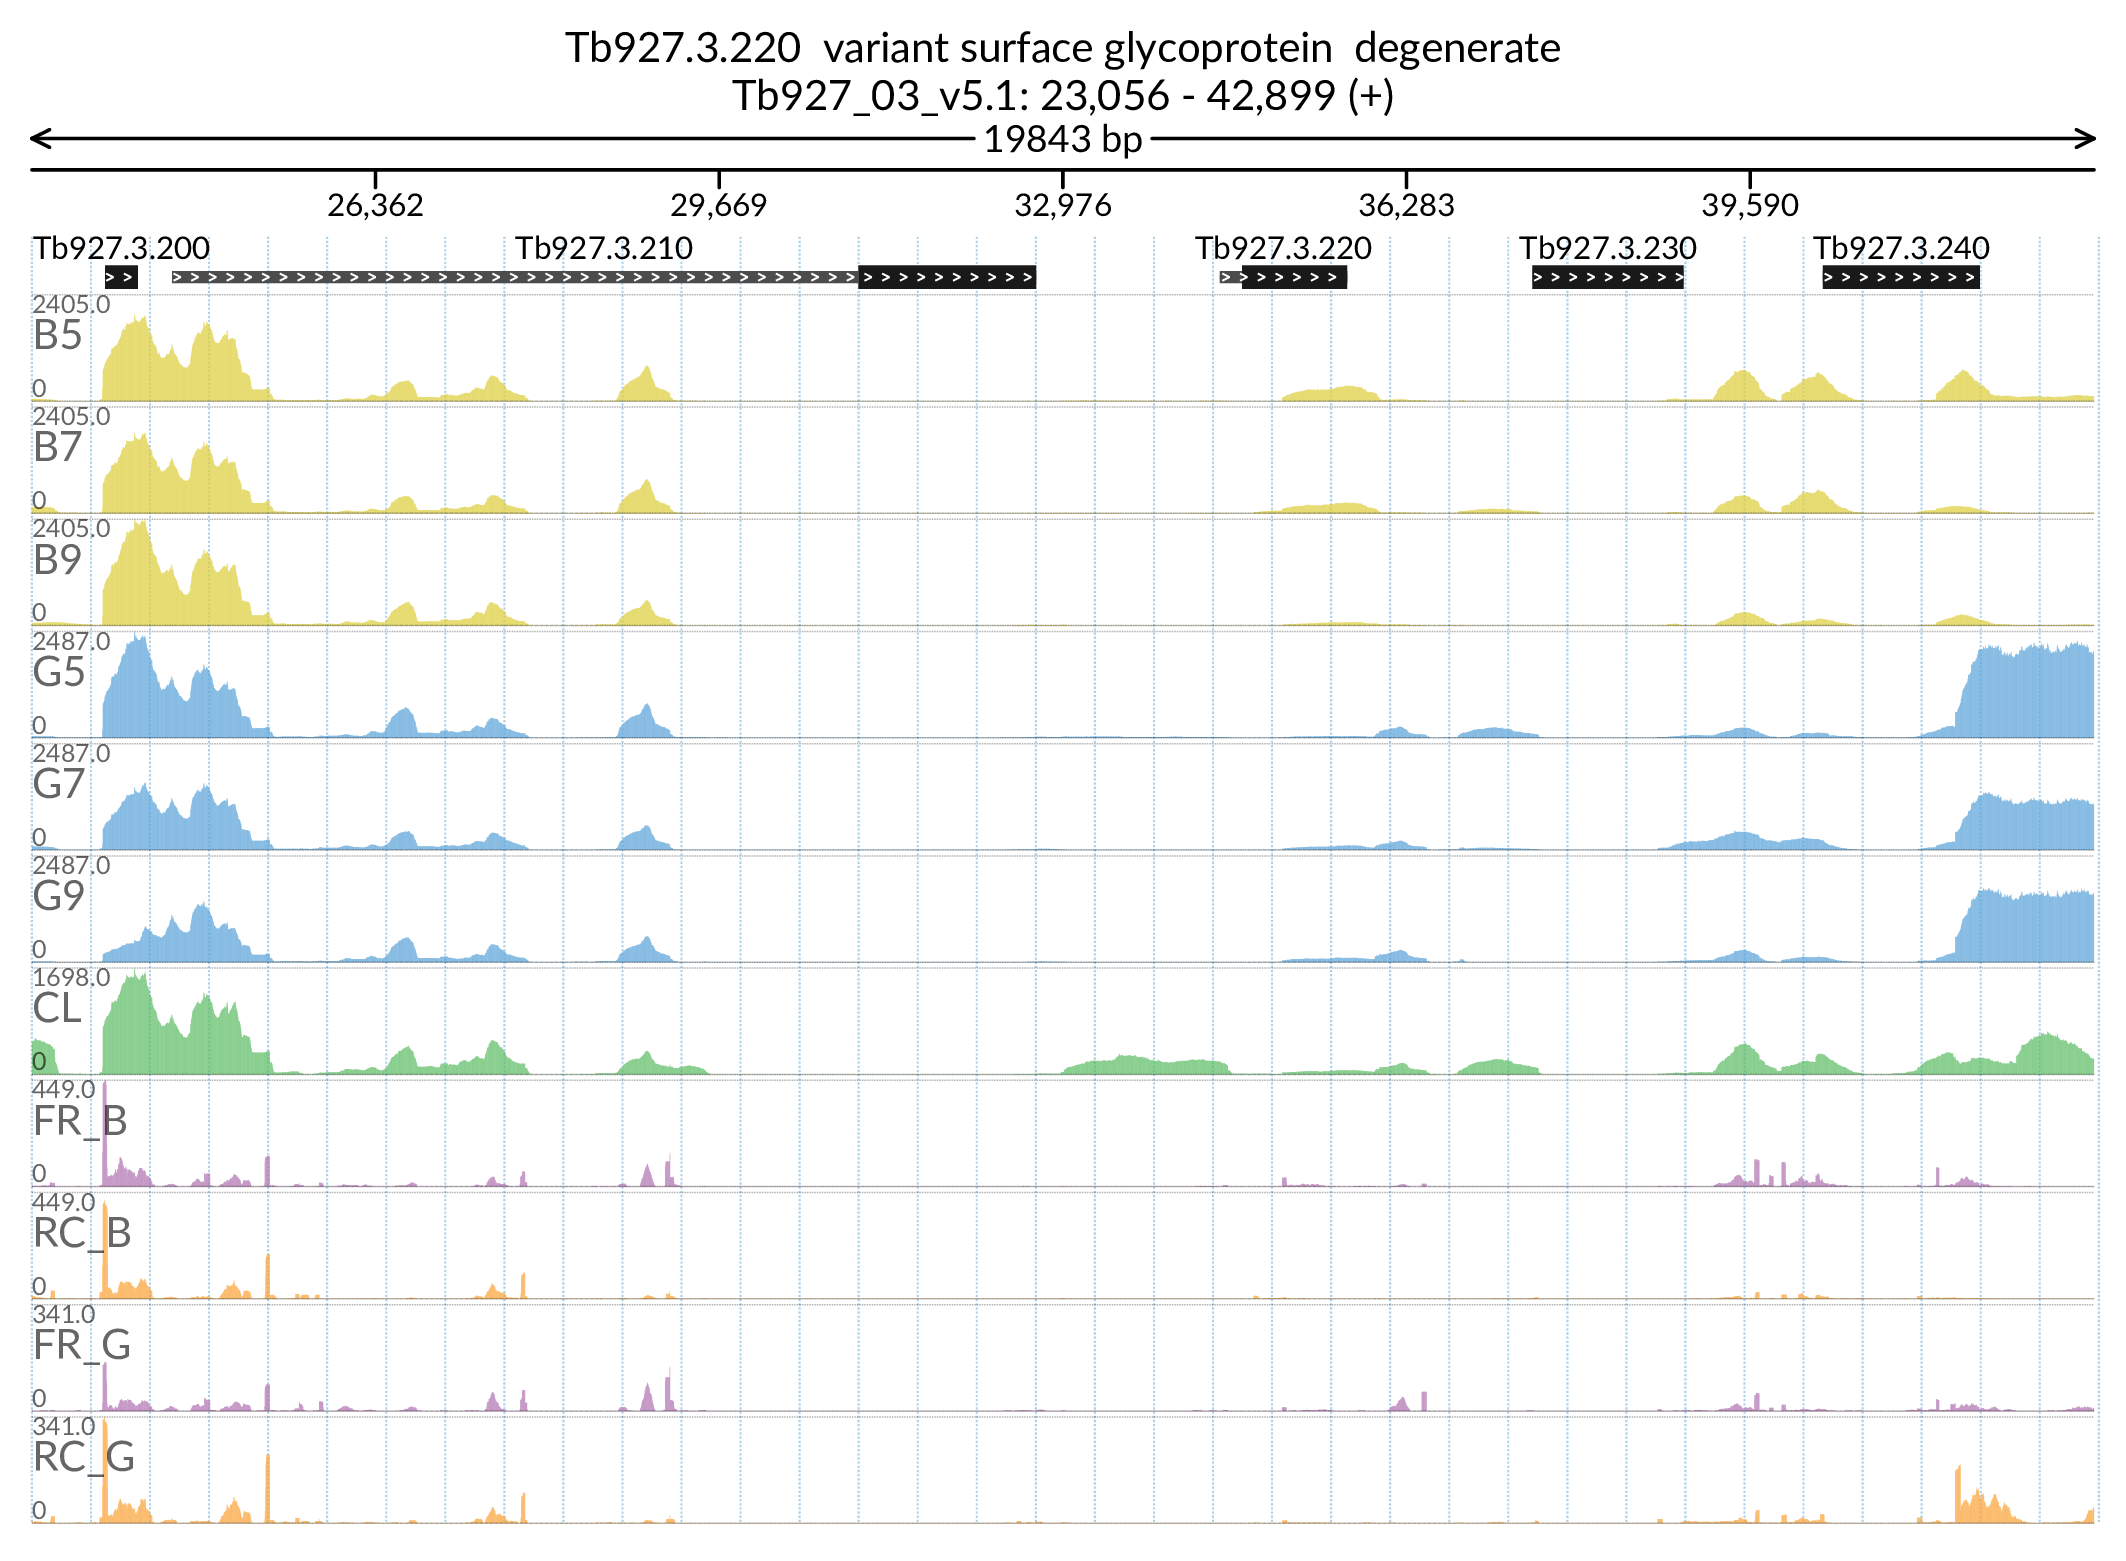 Tb927.3.220 variant surface glycoprotein degenerate
Tb927_03_v5.1: 23,056 - 42,899 (+)
19843 bp
26,362 29,669 32,976 36,283 39,590
Tb927.3.200 Tb927.3.210 Tb927.3.220 Tb927.3.230 Tb927.3.240
2405.0
B5
0
2405.0
B7
0
2405.0
B9
0
2487.0
G5
0
2487.0
G7
0
2487.0
G9
0
1698.0
CL
0
449.0
FR_B
0
449.0
RC_B
0
341.0
FR_G
0
341.0
RC_G
0